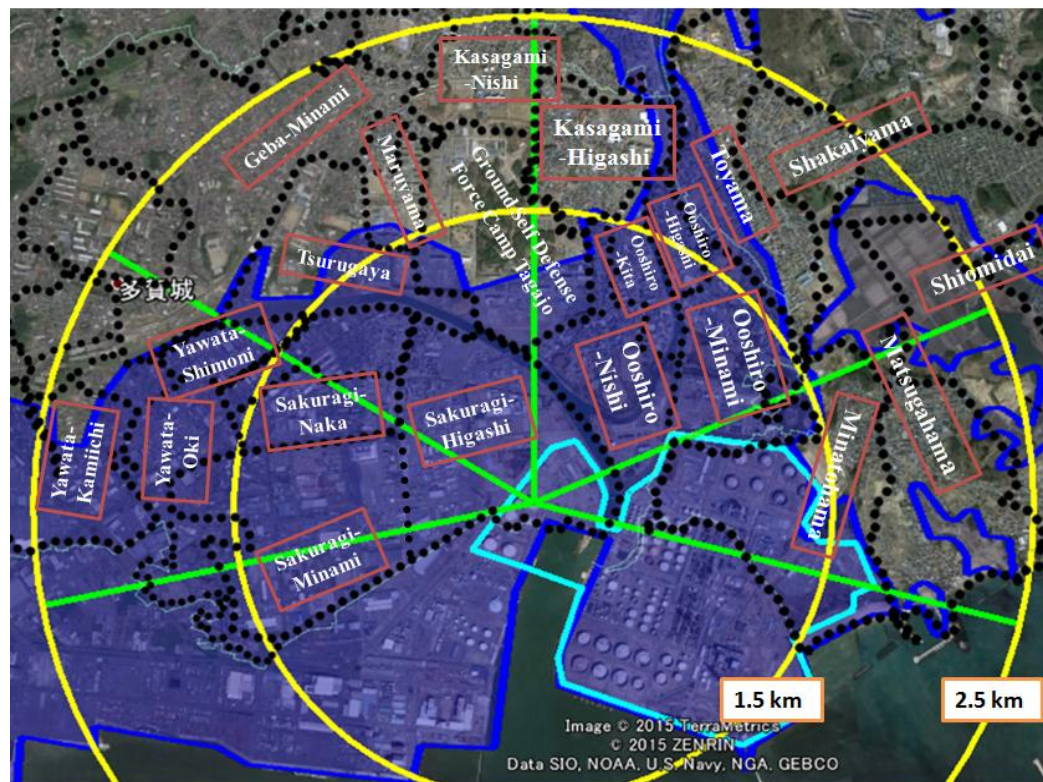 Kasagami
-Nishi
Geba-Minami
Maruyama
Ground Self Defense
Force Camp Tagajo
Kasagami
-Higashi
Toyama
Shakaiyama
Ooshiro
-Higashi
Ooshiro
-Kita
Tsurugaya
Shiomidai
多賀城
Yawata-
Shimoni
Ooshiro
-Nishi
Ooshiro
-Minami
Matsugahama
Sakuragi-
Naka
Sakuragi-
Higashi
Yawata-
Kamiichi
Yawata-
Oki
Minatohama
Sakuragi-
Minami
1.5 km
2.5 km
Image © 2015 TerraMetrics
© 2015 ZENRIN
Data SIO, NOAA, U.S. Navy, NGA, GEBCO